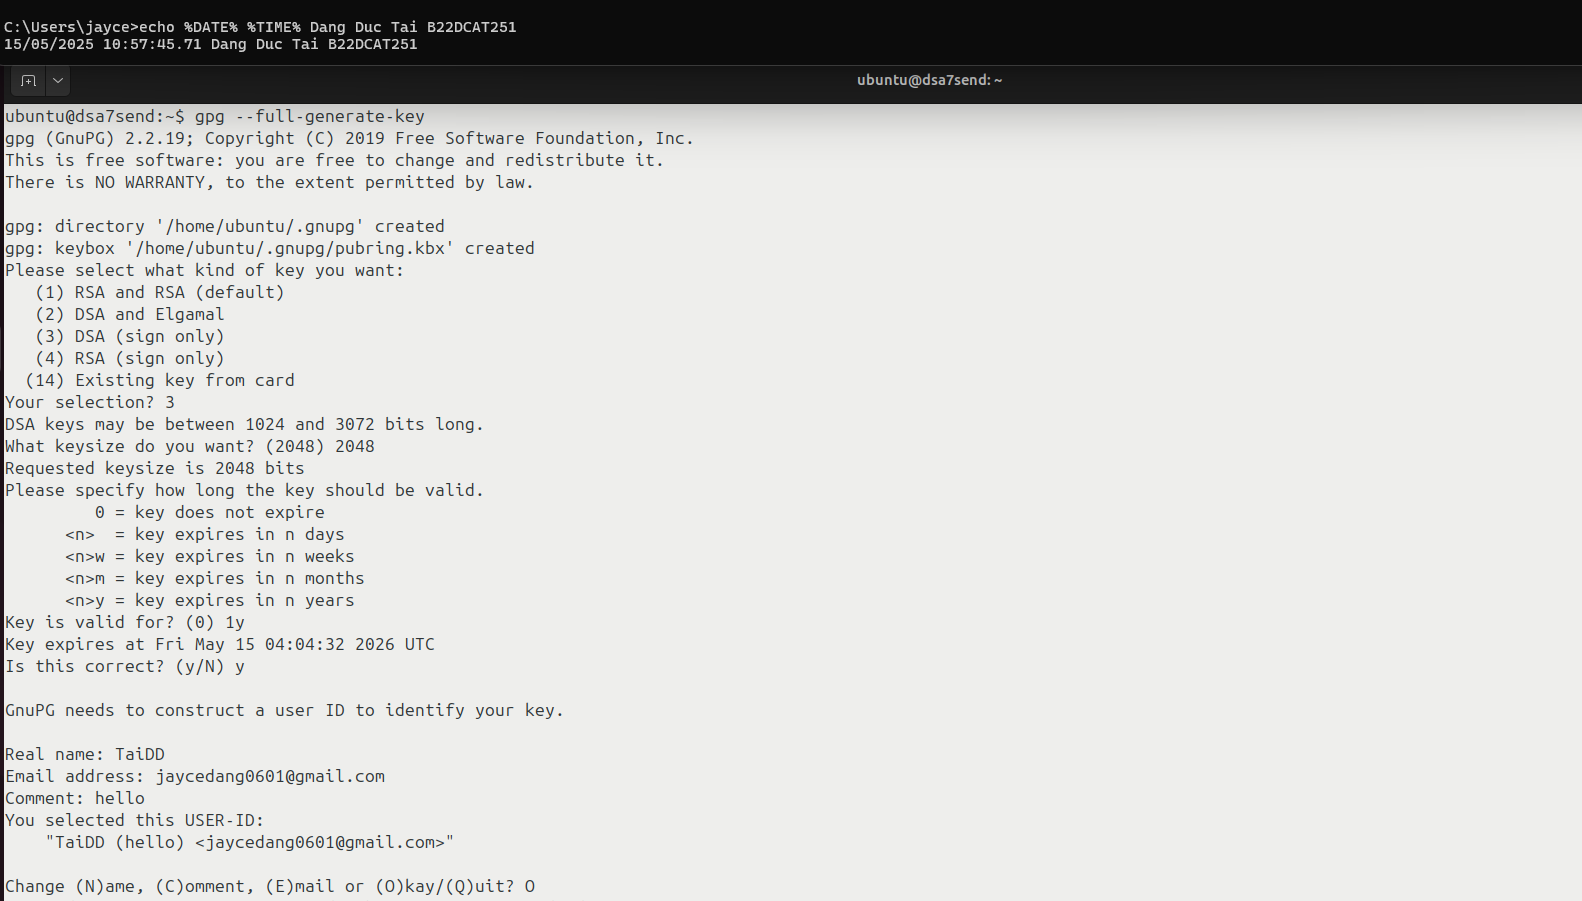 C:\Users\jayce>echo %DATE% %TIME% Dang Duc Tai B22DCAT251
15/05/2025 10:57:45.71 Dang Duc Tai B22DCAT251
ubuntu@dsa7send: ~
ubuntu@dsa7send:~$ gpg --full-generate-key
gpg (GnuPG) 2.2.19; Copyright (C) 2019 Free Software Foundation, Inc.
This is free software: you are free to change and redistribute it.
There is NO WARRANTY, to the extent permitted by law.

gpg: directory '/home/ubuntu/.gnupg' created
gpg: keybox '/home/ubuntu/.gnupg/pubring.kbx' created
Please select what kind of key you want:
   (1) RSA and RSA (default)
   (2) DSA and Elgamal
   (3) DSA (sign only)
   (4) RSA (sign only)
  (14) Existing key from card
Your selection? 3
DSA keys may be between 1024 and 3072 bits long.
What keysize do you want? (2048) 2048
Requested keysize is 2048 bits
Please specify how long the key should be valid.
         0 = key does not expire
      <n>  = key expires in n days
      <n>w = key expires in n weeks
      <n>m = key expires in n months
      <n>y = key expires in n years
Key is valid for? (0) 1y
Key expires at Fri May 15 04:04:32 2026 UTC
Is this correct? (y/N) y

GnuPG needs to construct a user ID to identify your key.

Real name: TaiDD
Email address: jaycedang0601@gmail.com
Comment: hello
You selected this USER-ID:
    "TaiDD (hello) <jaycedang0601@gmail.com>"

Change (N)ame, (C)omment, (E)mail or (O)kay/(Q)uit? O